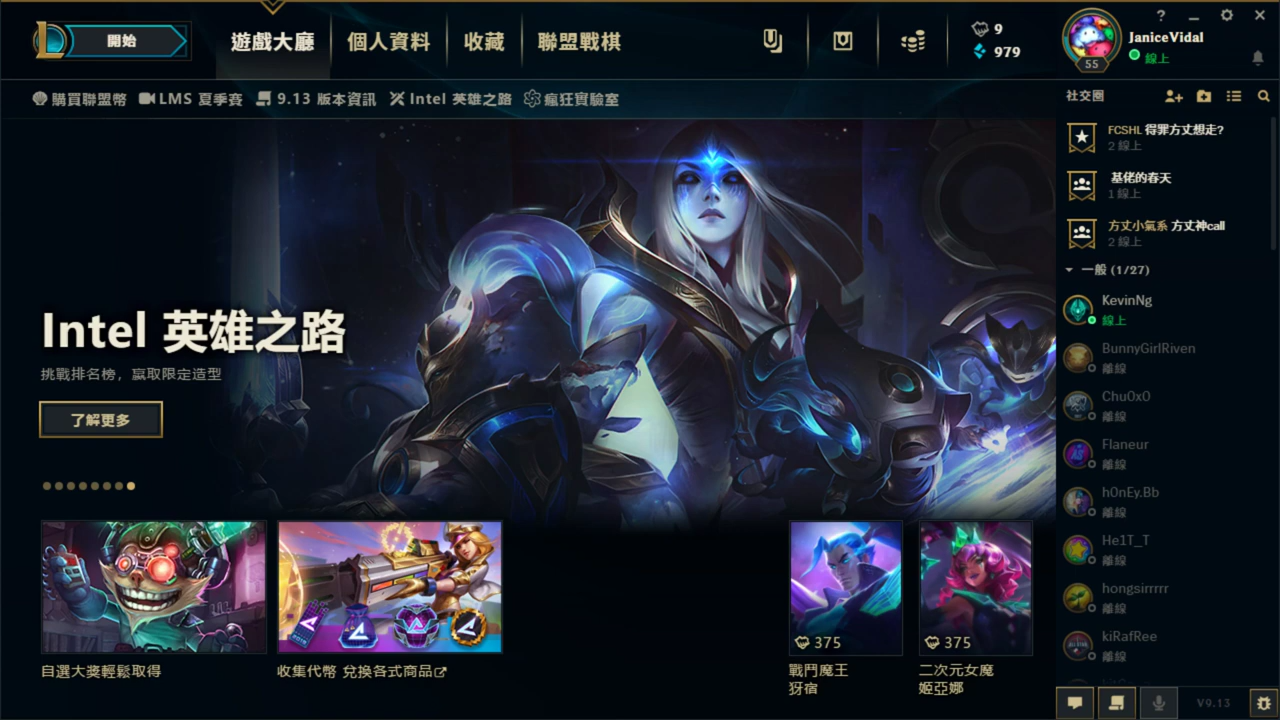 開始
遊戲大廳
個人資料
收藏
聯盟戰棋
9
979
?
55
JaniceVidal
線上
購買聯盟幣
LMS 夏季賽
9.13 版本資訊
Intel 英雄之路
瘋狂實驗室
社交圈
FCSHL 得罪方丈想走?
2 線上
基佬的春天
1 線上
方丈小氣系 方丈神call
2 線上
一般 (1/27)
KevinNg
線上
BunnyGirlRiven
離線
Chu0x0
離線
Flaneur
離線
h0nEy.Bb
離線
He1T_T
離線
hongsirrrrr
離線
kiRafRee
離線
Intel 英雄之路
挑戰排名榜，贏取限定造型
了解更多
自選大獎輕鬆取得
收集代幣 兌換各式商品
375
戰鬥魔王
犽宿
375
二次元女魔
姬亞娜
V9.13